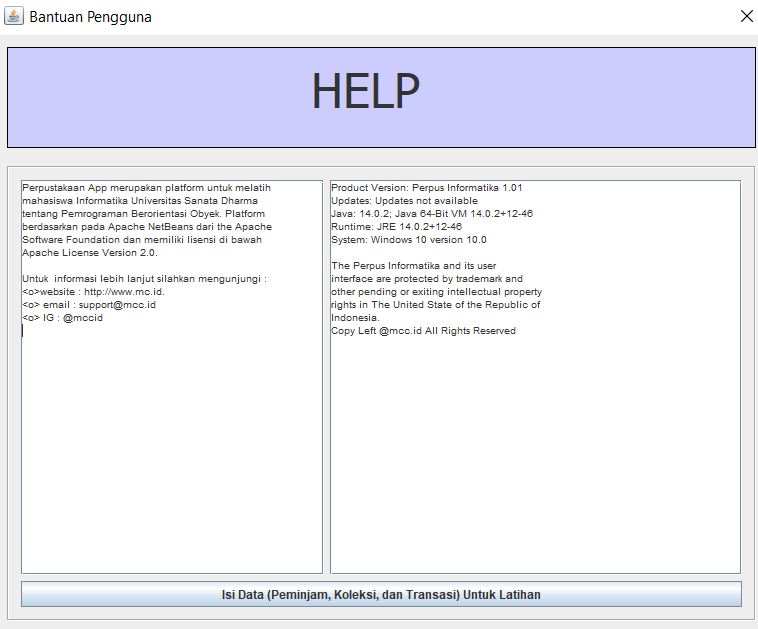 Bantuan Pengguna
HELP
Perpustakaan App merupakan platform untuk melatih
mahasiswa Informatika Universitas Sanata Dharma
tentang Pemrograman Berorientasi Obyek. Platform
berdasarkan pada Apache NetBeans dari the Apache
Software Foundation dan memiliki lisensi di bawah
Apache License Version 2.0.
Untuk  informasi lebih lanjut silahkan mengunjungi :
<o>website : http://www.mc.id.
<o> email : support@mcc.id
<o> IG : @mccid
Product Version: Perpus Informatika 1.01
Updates: Updates not available
Java: 14.0.2; Java 64-Bit VM 14.0.2+12-46
Runtime: JRE 14.0.2+12-46
System: Windows 10 version 10.0
The Perpus Informatika and its user
interface are protected by trademark and
other pending or exiting intellectual property
rights in The United State of the Republic of
Indonesia.
Copy Left @mcc.id All Rights Reserved
Isi Data (Peminjam, Koleksi, dan Transasi) Untuk Latihan